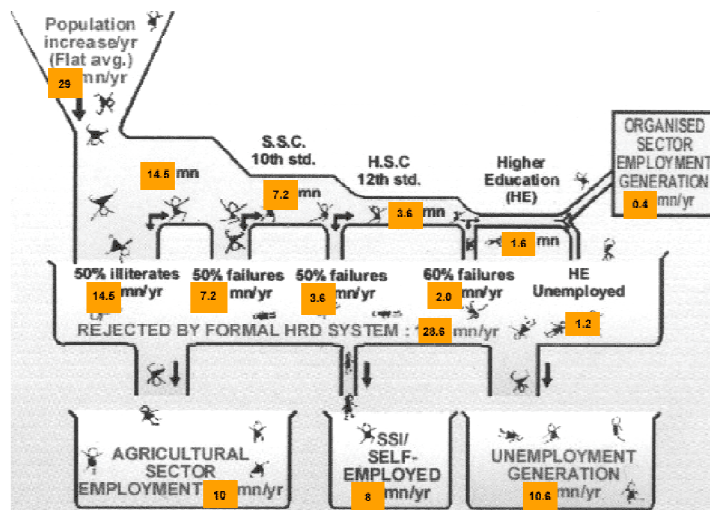 Population
increase/yr
(Flat avg.)
29 mn/yr
S.S.C.
10th std.
H.S.C
12th std.
Higher
Education
(HE)
ORGANISED
SECTOR
EMPLOYMENT
GENERATION
0.4 mn/yr
14.5 mn
7.2 mn
3.6 mn
1.6 mn
50% illiterates
14.5 mn/yr
50% failures
7.2 mn/yr
50% failures
3.6 mn/yr
60% failures
2.0 mn/yr
HE
Unemployed
1.2
REJECTED BY FORMAL HRD SYSTEM : 28.6 mn/yr
AGRICULTURAL
SECTOR
EMPLOYMENT 10 mn/yr
SSI/
SELF-
EMPLOYED
8 mn/yr
UNEMPLOYMENT
GENERATION
10.6 mn/yr